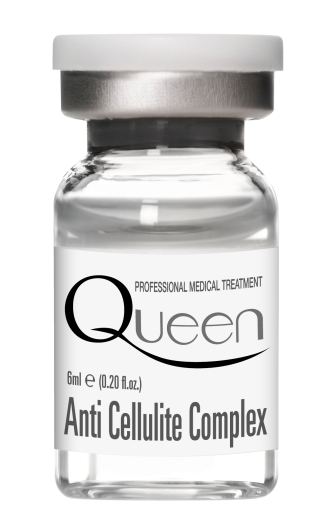 PROFESSIONAL MEDICAL TREATMENT
Queen
6ml ℮ (0.20 fl.oz.)
Anti Cellulite Complex